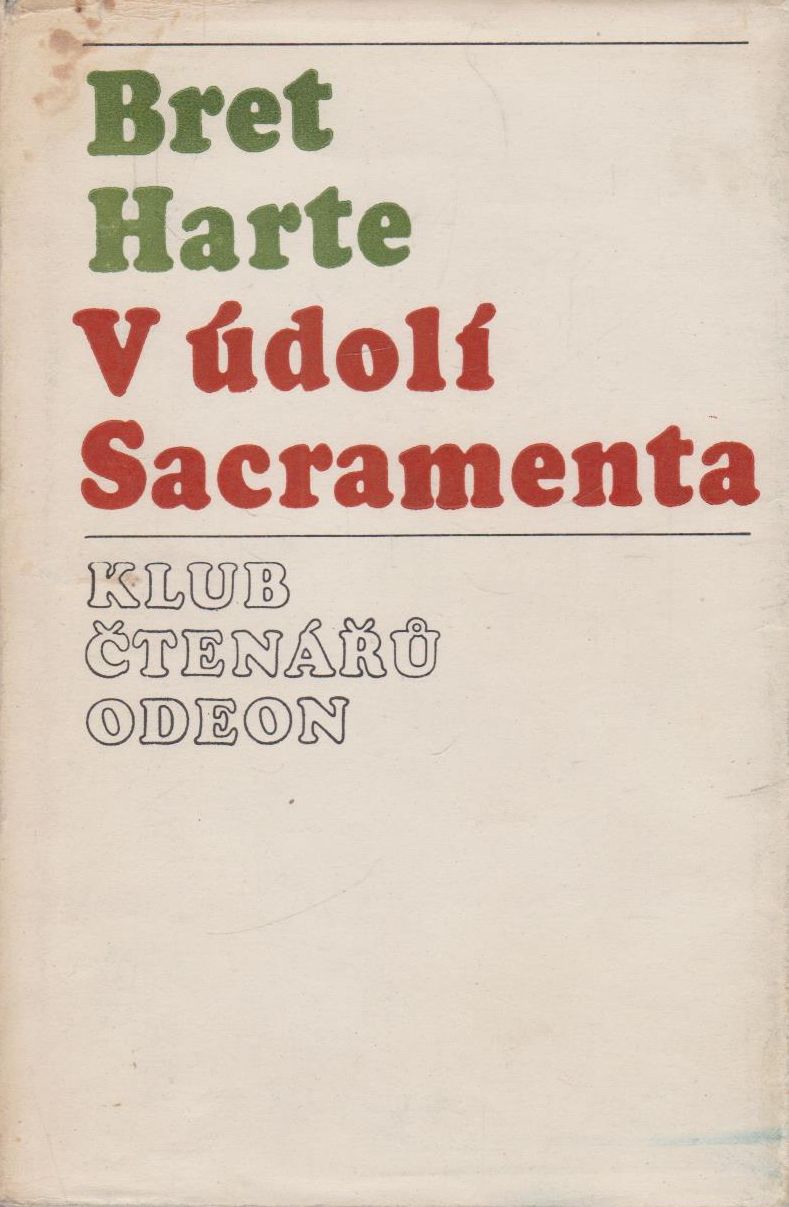 Bret
Harte
V údolí
Sacramenta
KLUB
ČTENÁŘŮ
ODEON